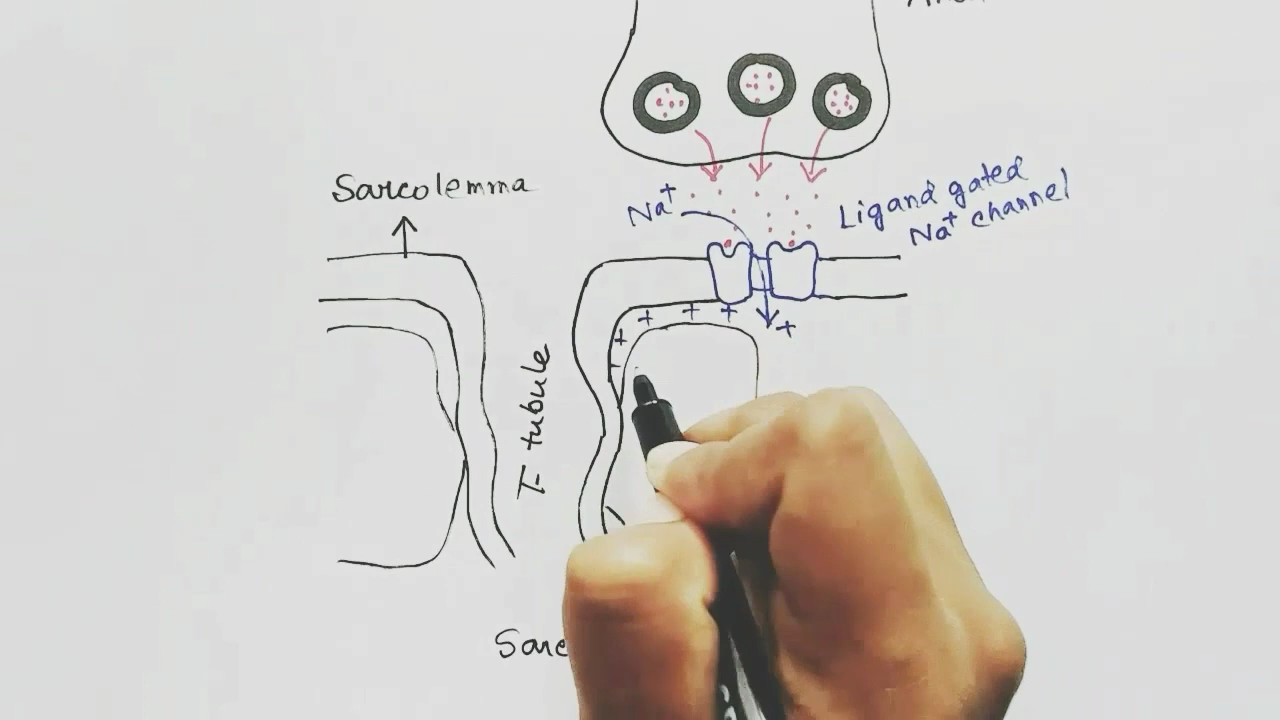 Sarcolemma
Na⁺
Ligand gated
Na⁺ channel
+ + + + +
T- tubule